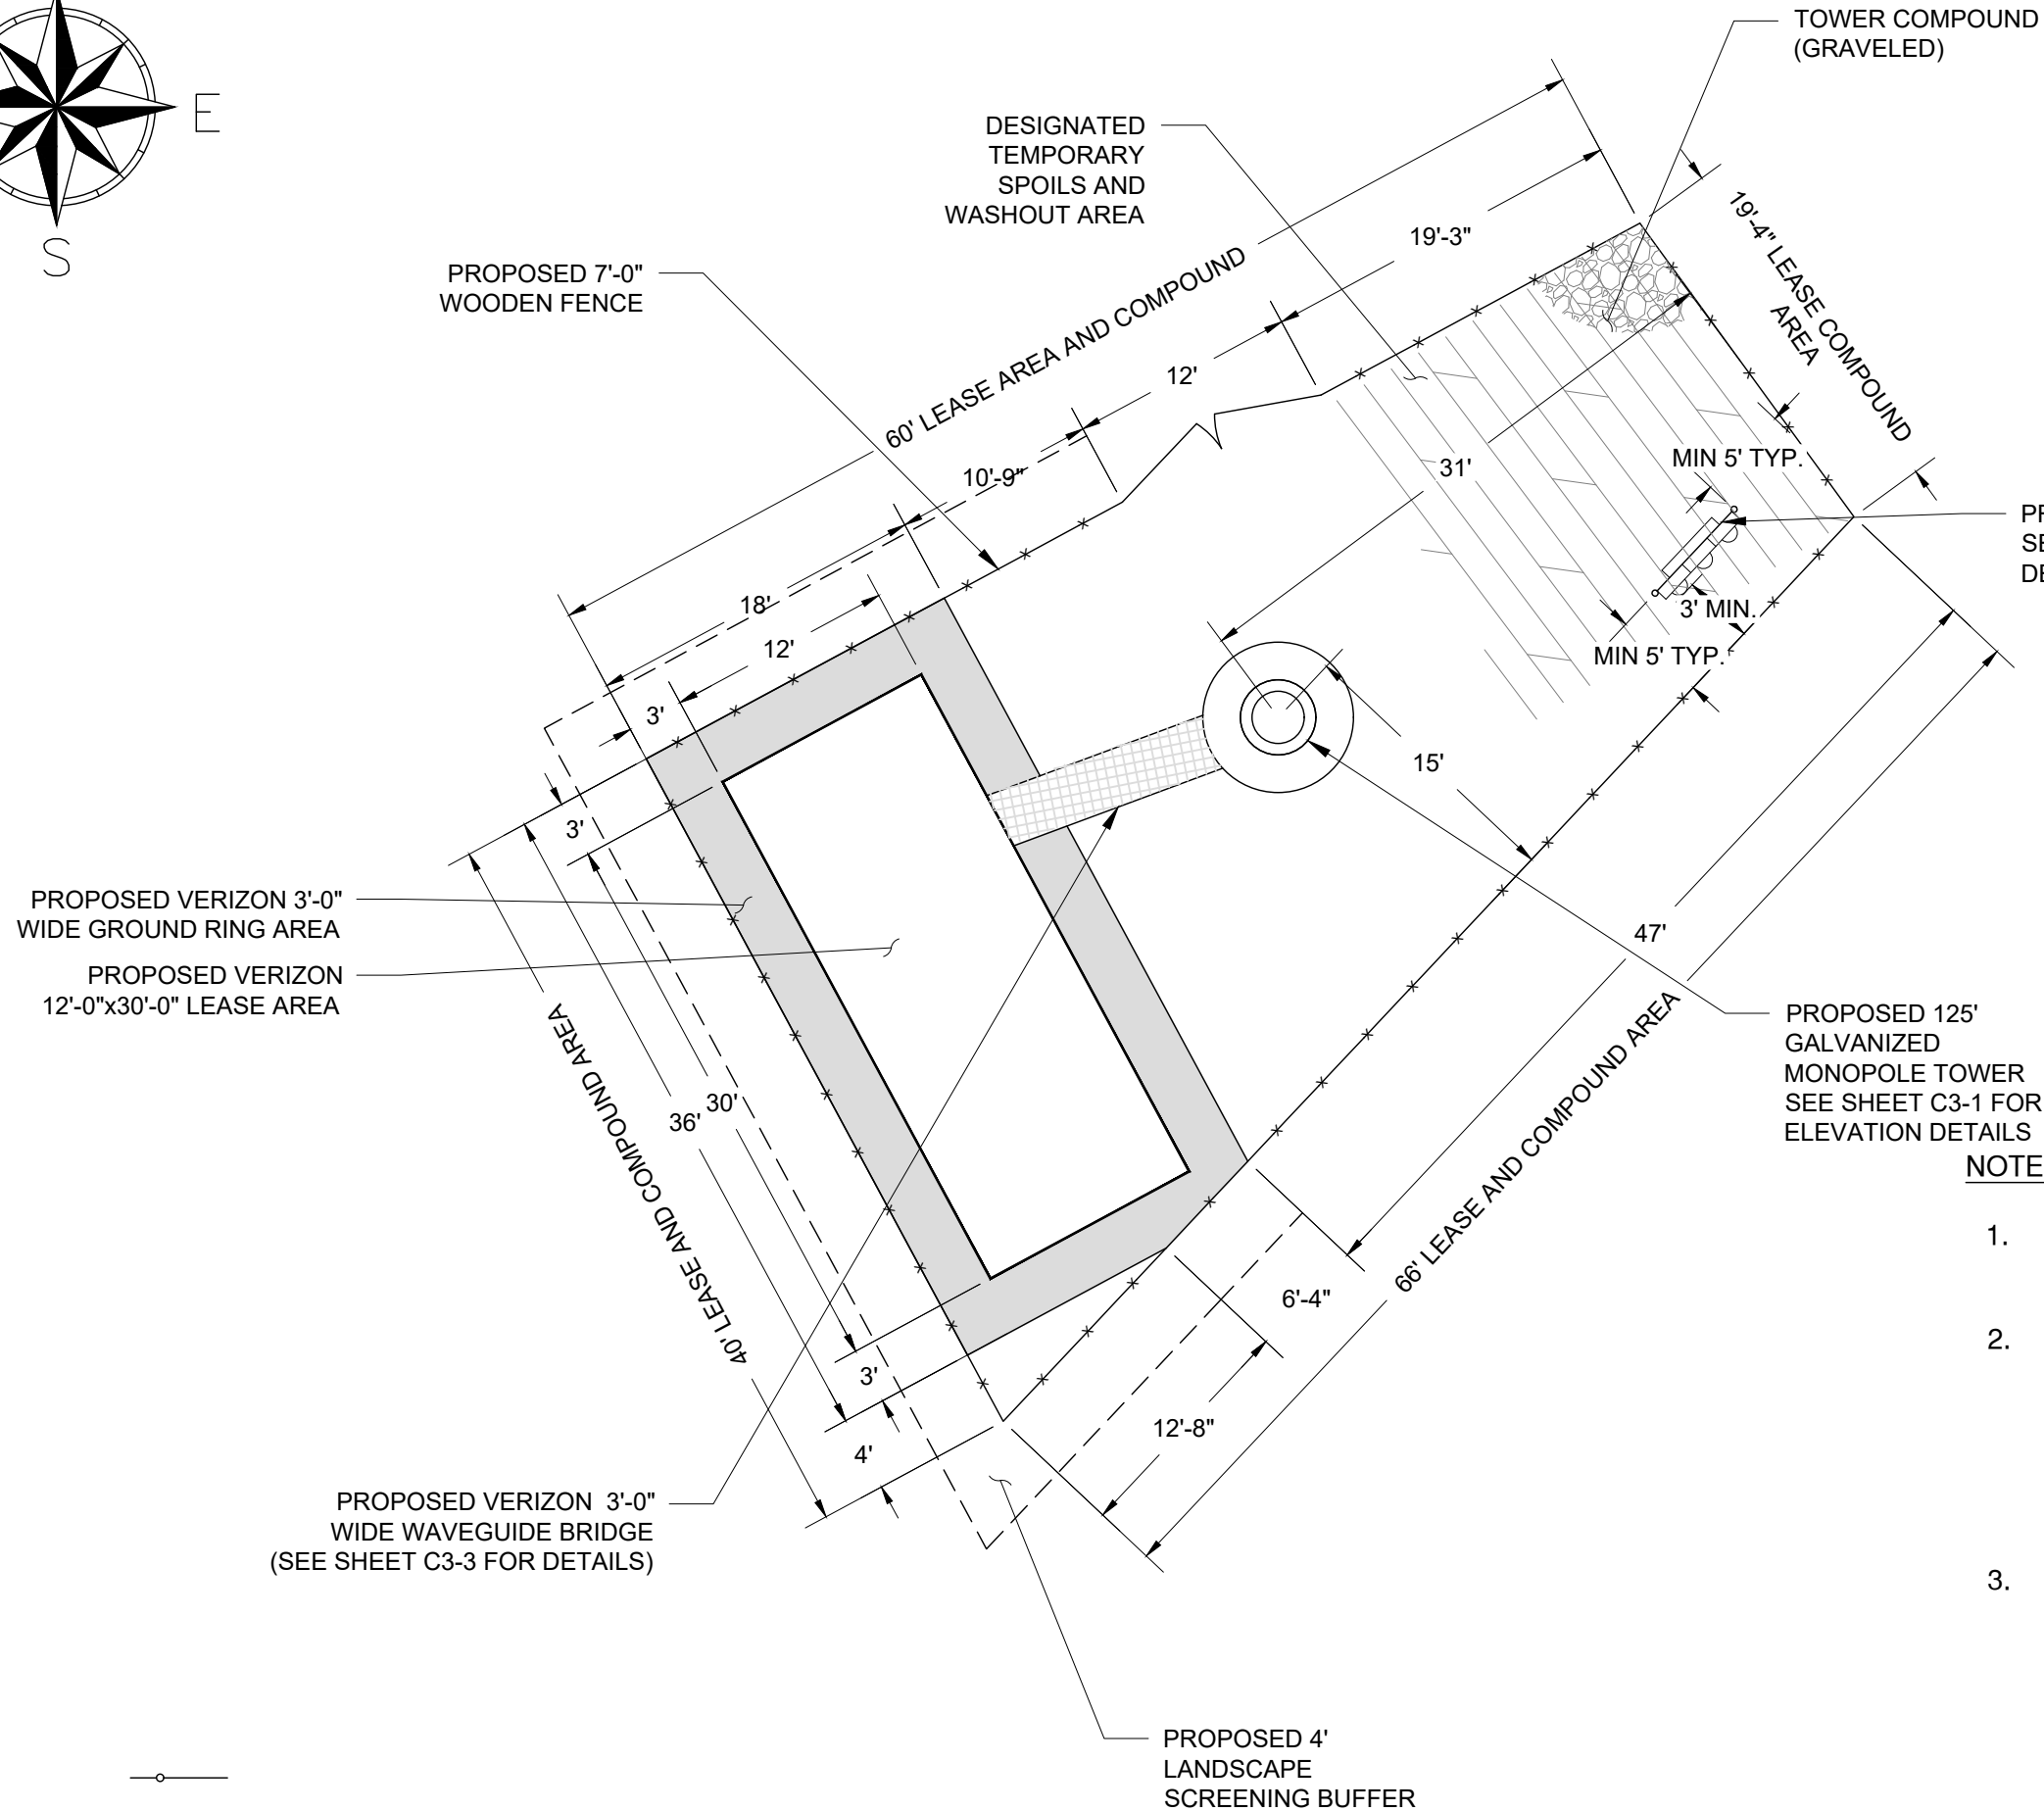 TOWER COMPOUND
(GRAVELED)
E
S
DESIGNATED
TEMPORARY
SPOILS AND
WASHOUT AREA
PROPOSED 7'-0"
WOODEN FENCE
60' LEASE AREA AND COMPOUND
19'-3"
12'
10'-9"
18'
12'
3'
3'
19'-4" LEASE COMPOUND
AREA
31'
MIN 5' TYP.
3' MIN.
MIN 5' TYP.
15'
47'
PROPOSED VERIZON 3'-0"
WIDE GROUND RING AREA
PROPOSED VERIZON
12'-0"x30'-0" LEASE AREA
40' LEASE AND COMPOUND AREA
36'
30'
3'
4'
66' LEASE AND COMPOUND AREA
6'-4"
12'-8"
PROPOSED 125'
GALVANIZED
MONOPOLE TOWER
SEE SHEET C3-1 FOR
ELEVATION DETAILS
NOTE
1.
2.
3.
PROPOSED VERIZON 3'-0"
WIDE WAVEGUIDE BRIDGE
(SEE SHEET C3-3 FOR DETAILS)
PROPOSED 4'
LANDSCAPE
SCREENING BUFFER